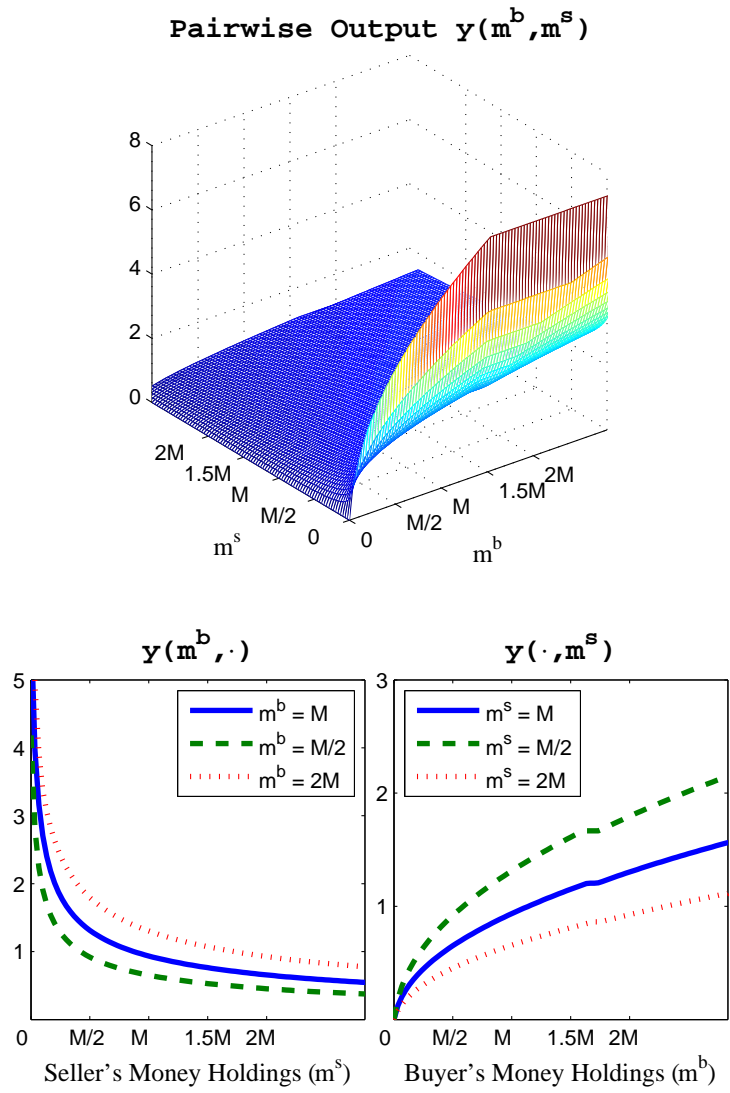 Pairwise Output y(m^b,m^s)
8
6
4
2
0
2M
1.5M
M
M/2
0
m^s
0
M/2
M
1.5M
2M
m^b
y(m^b,·)
5
4
3
2
1
0
M/2
M
1.5M
2M
m^b = M
m^b = M/2
m^b = 2M
Seller's Money Holdings (m^s)
y(·,m^s)
3
2
1
0
M/2
M
1.5M
2M
m^s = M
m^s = M/2
m^s = 2M
Buyer's Money Holdings (m^b)